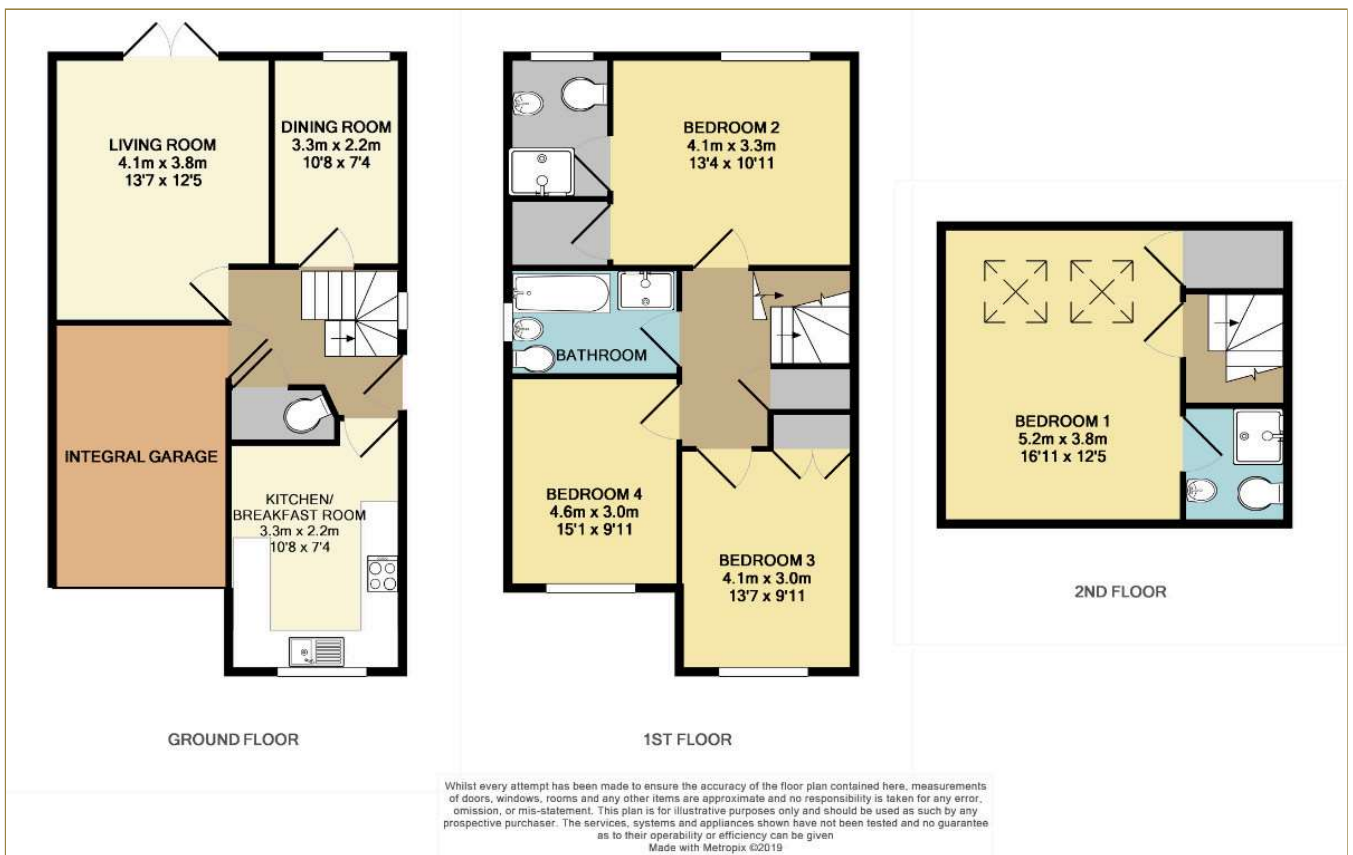 LIVING ROOM
4.1m x 3.8m
13'7 x 12'5
DINING ROOM
3.3m x 2.2m
10'8 x 7'4
INTEGRAL GARAGE
KITCHEN/
BREAKFAST ROOM
3.3m x 2.2m
10'8 x 7'4
GROUND FLOOR
BEDROOM 2
4.1m x 3.3m
13'4 x 10'11
BATHROOM
BEDROOM 4
4.6m x 3.0m
15'1 x 9'11
BEDROOM 3
4.1m x 3.0m
13'7 x 9'11
1ST FLOOR
BEDROOM 1
5.2m x 3.8m
16'11 x 12'5
2ND FLOOR
Whilst every attempt has been made to ensure the accuracy of the floor plan contained here, measurements
of doors, windows, rooms and any other items are approximate and no responsibility is taken for any error,
omission, or mis-statement. This plan is for illustrative purposes only and should be used as such by any
prospective purchaser. The services, systems and appliances shown have not been tested and no guarantee
as to their operability or efficiency can be given
Made with Metropix ©2019